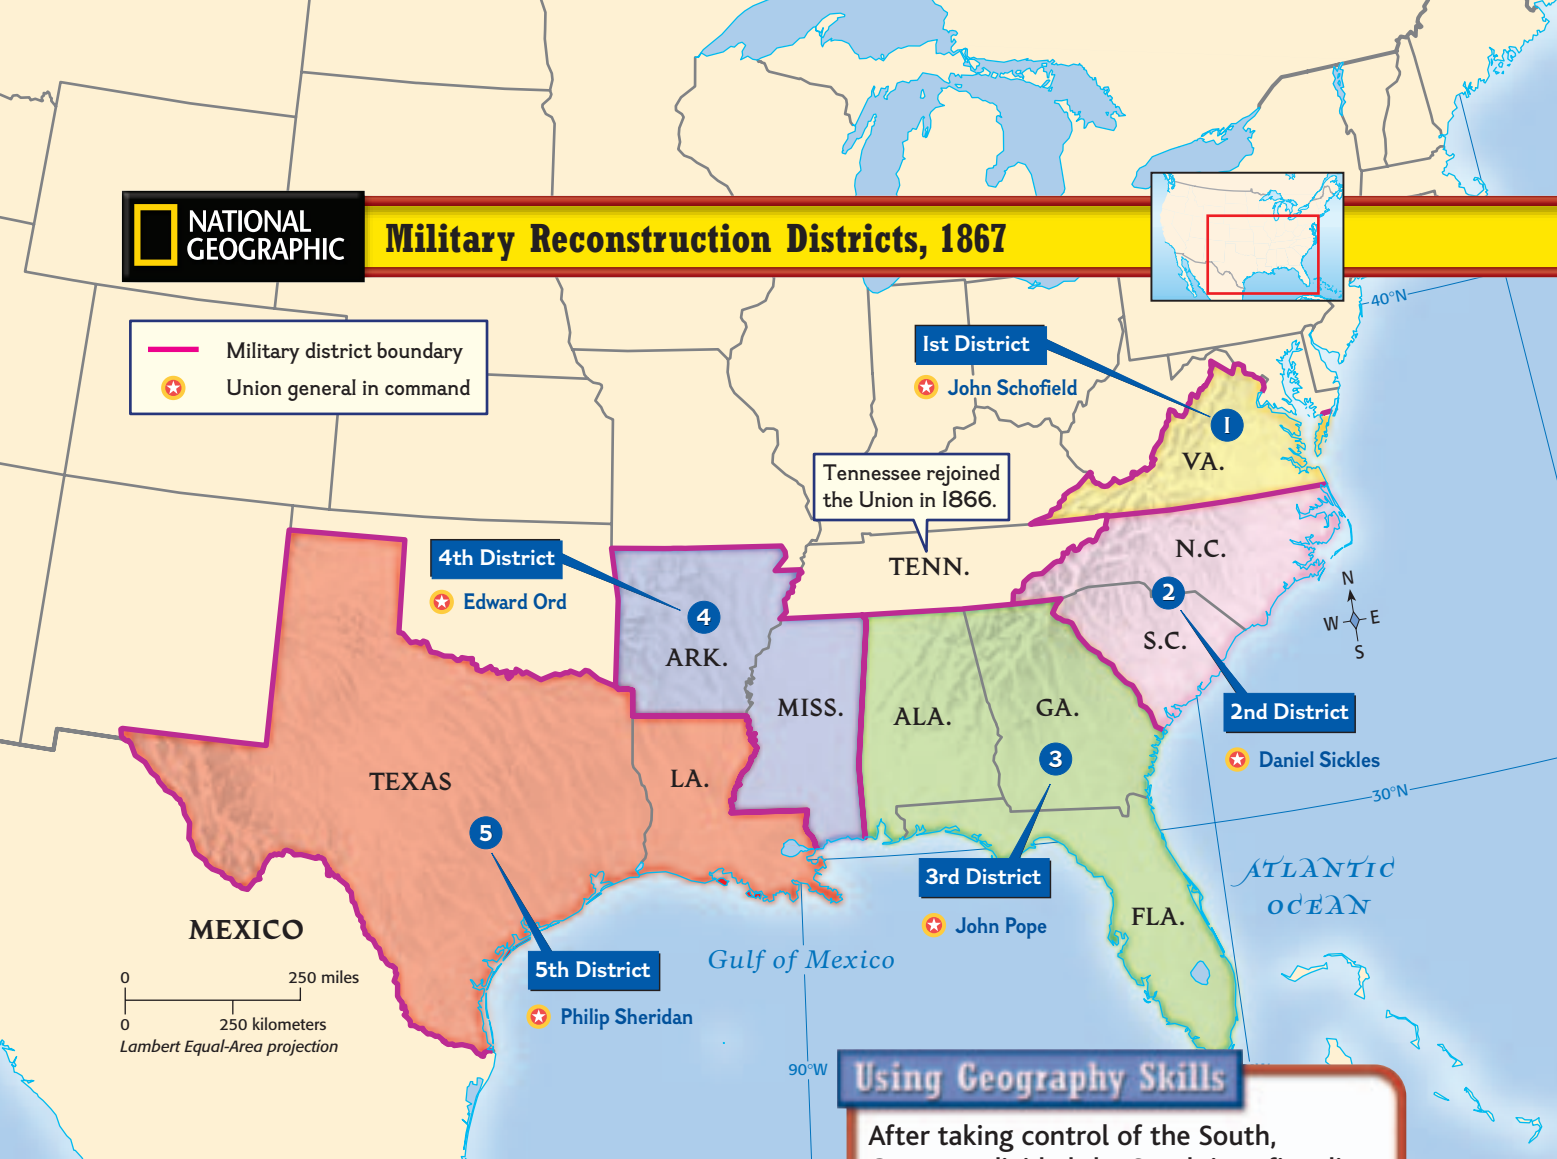 NATIONAL
GEOGRAPHIC
Military Reconstruction Districts, 1867
40°N
Military district boundary
Union general in command
1st District
John Schofield
1
VA.
Tennessee rejoined
the Union in 1866.
TENN.
4th District
Edward Ord
4
ARK.
N.C.
2
S.C.
N
W
E
S
2nd District
Daniel Sickles
MISS.
ALA.
GA.
3
TEXAS
LA.
5
30°N
3rd District
John Pope
ATLANTIC
OCEAN
FLA.
MEXICO
Gulf of Mexico
5th District
Philip Sheridan
0
250 miles
0
250 kilometers
Lambert Equal-Area projection
90°W
Using Geography Skills
After taking control of the South,